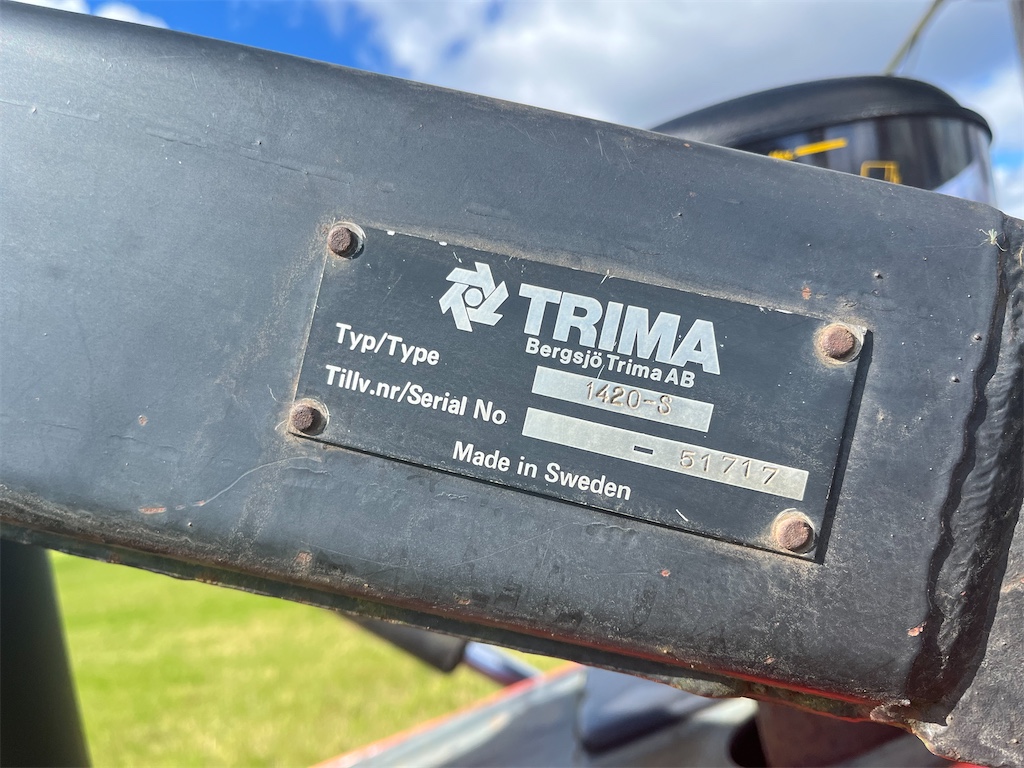 TRIMA
Bergsjö Trima AB
Typ/Type 1420-S
Tillv.nr/Serial No - 51717
Made in Sweden